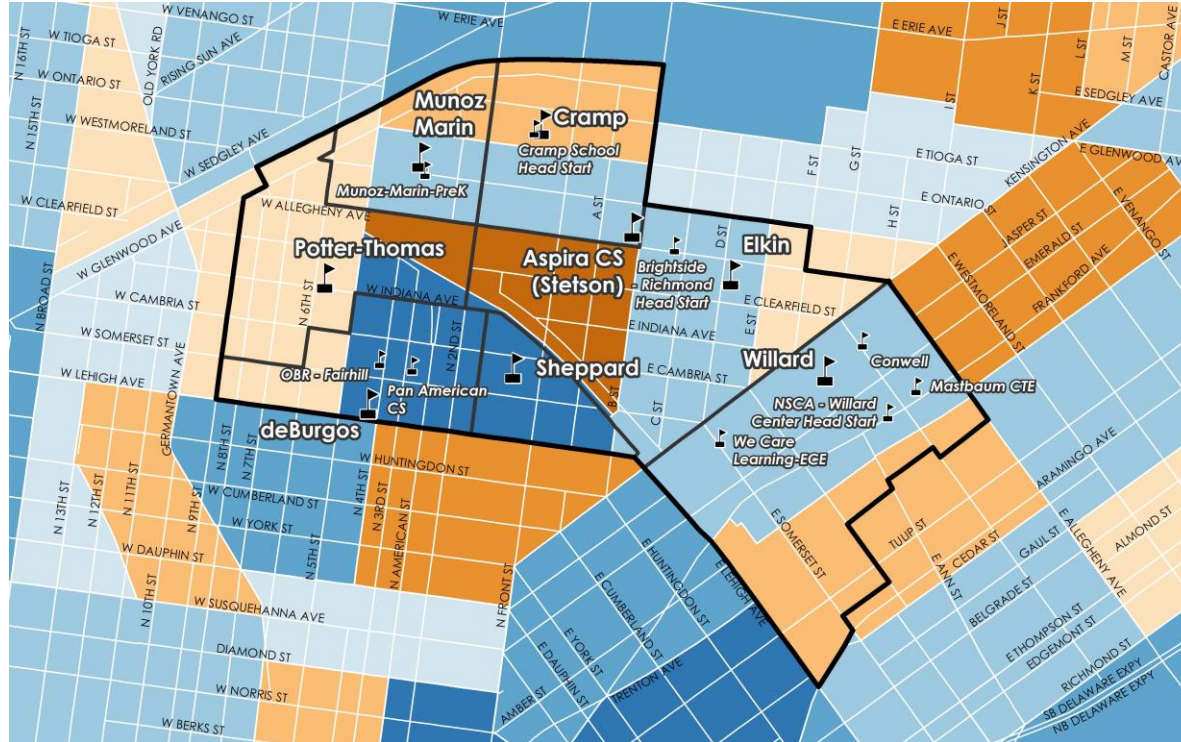 W VENANGO ST
W ERIE AVE
E ERIE AVE
J ST
L ST
M ST
CASTOR AVE
N 16TH ST
W TIOGA ST
OLD YORK RD
RISING SUN AVE
K ST
I ST
W ONTARIO ST
E SEDGLEY AVE
N 15TH ST
W WESTMORELAND ST
W SEDGLEY AVE
Munoz
Marin
Cramp
Cramp School
Head Start
F ST
G ST
E TIOGA ST
KENSINGTON AVE
E GLENWOOD AVE
Munoz-Marin-PreK
E ONTARIO ST
W CLEARFIELD ST
W ALLEGHENY AVE
A ST
H ST
JASPER ST
E VENANGO ST
W GLENWOOD AVE
Potter-Thomas
Aspira CS
(Stetson)
D ST
Elkin
EMERALD ST
Brightside
- Richmond
Head Start
E WESTMORELAND ST
FRANKFORD AVE
N BROAD ST
W CAMBRIA ST
N 6TH ST
W INDIANA AVE
E CLEARFIELD ST
E INDIANA AVE
E ST
W SOMERSET ST
N 2ND ST
OBR - Fairhill
Sheppard
E CAMBRIA ST
Willard
Conwell
W LEHIGH AVE
GERMANTOWN AVE
Pan American
CS
B ST
C ST
Mastbaum CTE
NSCA - Willard
Center Head Start
deBurgos
We Care
Learning-ECE
N 8TH ST
N 7TH ST
W HUNTINGDON ST
ARAMINGO AVE
N 13TH ST
N 12TH ST
N 11TH ST
N 9TH ST
W CUMBERLAND ST
N 4TH ST
N 3RD ST
N AMERICAN ST
E SOMERSET ST
TULIP ST
W YORK ST
N 5TH ST
CEDAR ST
E ANN ST
GAUL ST
E ALLEGHENY AVE
ALMOND ST
W DAUPHIN ST
N 10TH ST
N FRONT ST
E HUNTINGDON ST
E LEHIGH AVE
BELGRADE ST
W SUSQUEHANNA AVE
E CUMBERLAND ST
E THOMPSON ST
EDGEMONT ST
DIAMOND ST
E YORK ST
E DAUPHIN ST
TRENTON AVE
RICHMOND ST
W NORRIS ST
AMBER ST
SB DELAWARE EXPY
NB DELAWARE EXPY
W BERKS ST